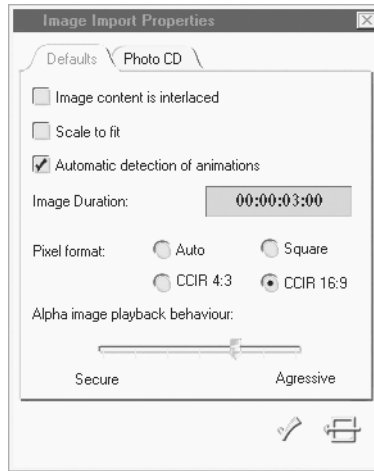 Image Import Properties
Defaults Photo CD
Image content is interlaced
Scale to fit
Automatic detection of animations
Image Duration: 00:00:03:00
Pixel format: Auto Square
CCIR 4:3 CCIR 16:9
Alpha image playback behaviour:
Secure Agressive